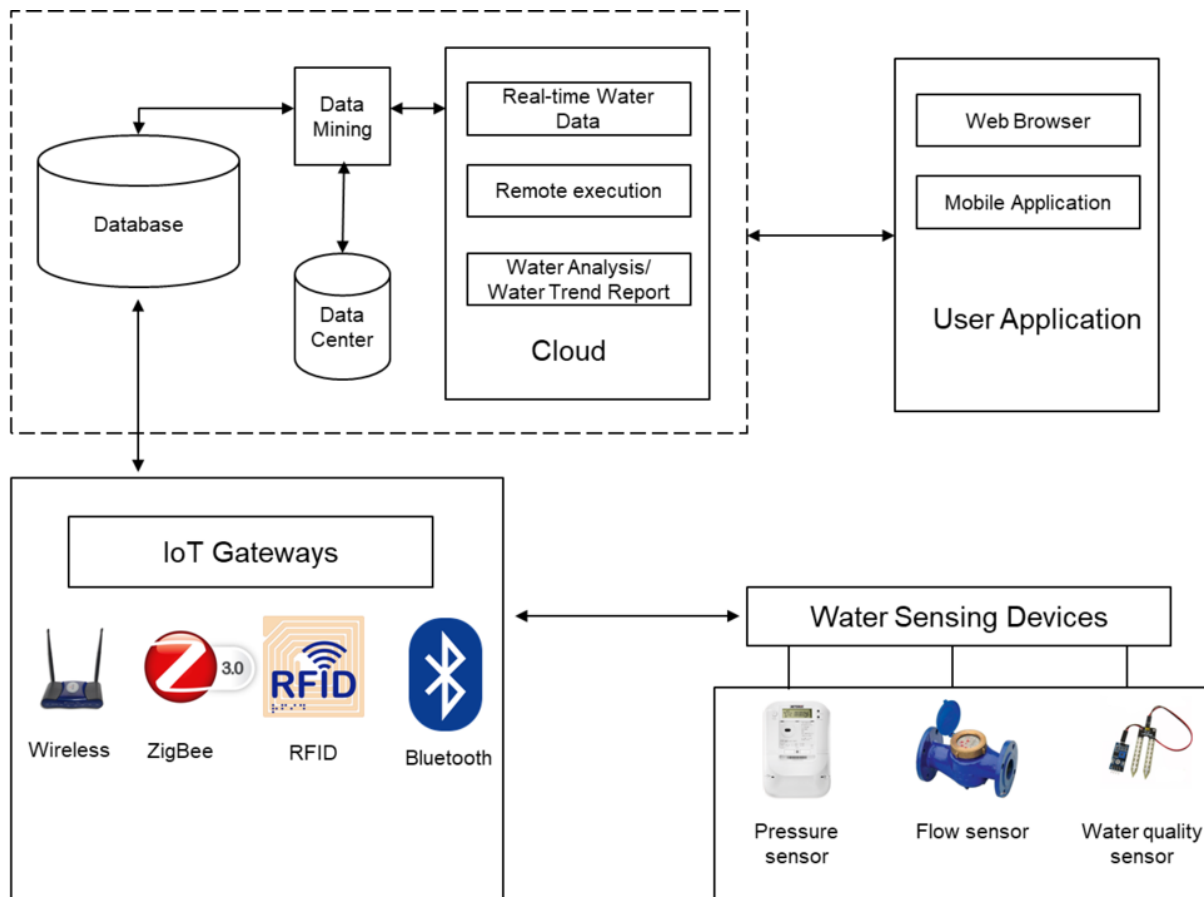 Data
Mining
Database
Data
Center
Real-time Water
Data
Remote execution
Water Analysis/
Water Trend Report
Cloud
Web Browser
Mobile Application
User Application
IoT Gateways
3.0
RFID
Wireless
ZigBee
RFID
Bluetooth
Water Sensing Devices
Pressure
sensor
Flow sensor
Water quality
sensor